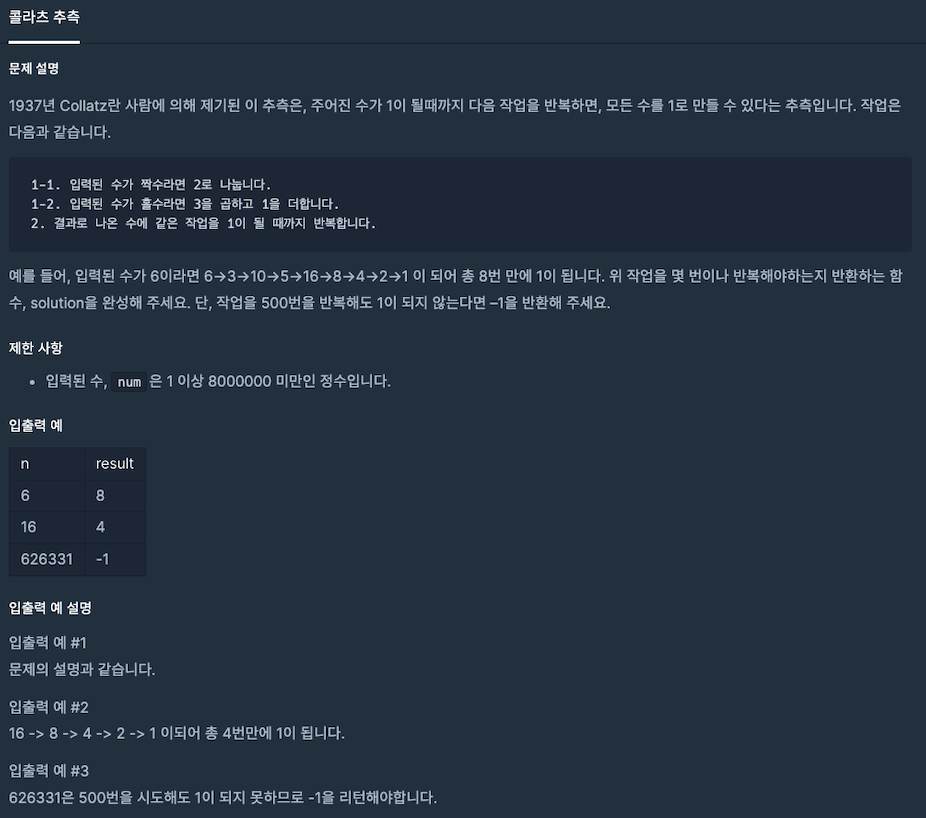 콜라츠 추측
문제 설명
1937년 Collatz란 사람에 의해 제기된 이 추측은, 주어진 수가 1이 될때까지 다음 작업을 반복하면, 모든 수를 1로 만들 수 있다는 추측입니다. 작업은
다음과 같습니다.
1-1. 입력된 수가 짝수라면 2로 나눕니다.
1-2. 입력된 수가 홀수라면 3을 곱하고 1을 더합니다.
2. 결과로 나온 수에 같은 작업을 1이 될 때까지 반복합니다.
예를 들어, 입력된 수가 6이라면 6→3→10→5→16→8→4→2→1 이 되어 총 8번 만에 1이 됩니다. 위 작업을 몇 번이나 반복해야하는지 반환하는 함
수, solution을 완성해 주세요. 단, 작업을 500번을 반복해도 1이 되지 않는다면 –1을 반환해 주세요.
제한 사항
• 입력된 수, num 은 1 이상 8000000 미만인 정수입니다.
입출력 예
n result
6 8
16 4
626331 -1
입출력 예 설명
입출력 예 #1
문제의 설명과 같습니다.
입출력 예 #2
16 -> 8 -> 4 -> 2 -> 1 이되어 총 4번만에 1이 됩니다.
입출력 예 #3
626331은 500번을 시도해도 1이 되지 못하므로 -1을 리턴해야합니다.